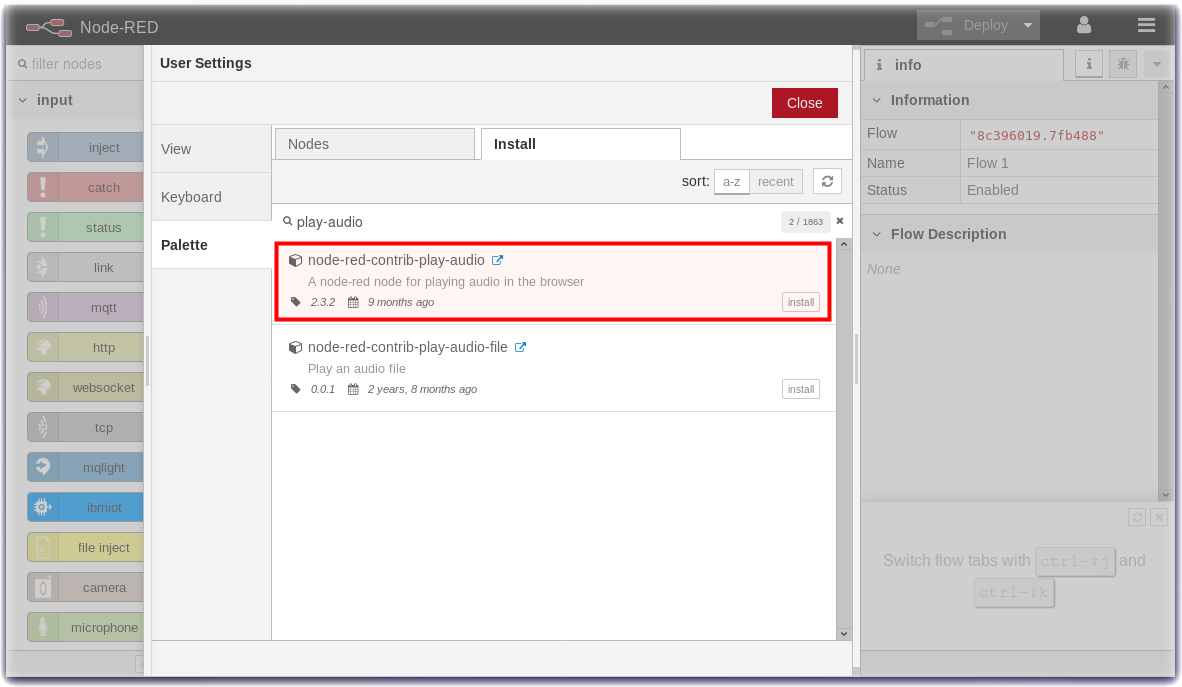 Node-RED
Deploy
filter nodes
input
inject
catch
status
link
mqtt
http
websocket
tcp
mqlight
ibmiot
file inject
camera
microphone
User Settings
Close
View
Keyboard
Palette
Nodes
Install
sort: a-z recent
play-audio
2 / 1863
node-red-contrib-play-audio
A node-red node for playing audio in the browser
2.3.2 9 months ago
install
node-red-contrib-play-audio-file
Play an audio file
0.0.1 2 years, 8 months ago
install
info
Information
Flow "8c396019.7fb488"
Name Flow 1
Status Enabled
Flow Description
None
Switch flow tabs with ctrl-⇧j and
ctrl-⇧k